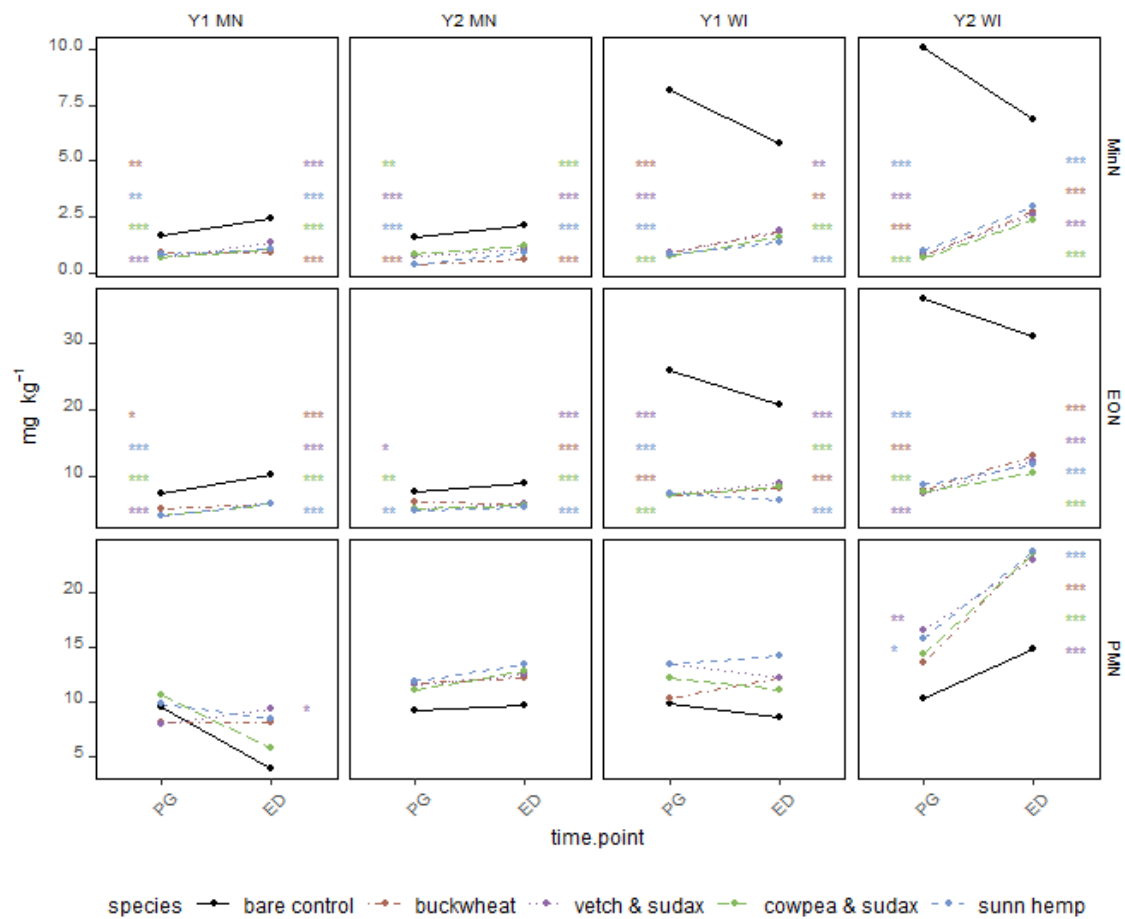 Y1 MN Y2 MN Y1 WI Y2 WI
10.0
7.5
5.0 ** *** ** *** *** ** *** ***
** *** *** *** *** ** *** ***
2.5 *** *** *** *** *** *** *** ***
0.0 *** *** *** *** *** *** *** ***
MinN
30
20 * *** *** *** *** *** ***
*** *** * *** *** *** *** ***
10 *** *** ** *** *** *** *** ***
*** *** ** *** *** *** *** ***
EON
mg kg⁻¹
20 ***
***
15 ** ***
10 * * ***
5
PMN
PG ED PG ED PG ED PG ED
time.point
species bare control buckwheat vetch & sudax cowpea & sudax sunn hemp